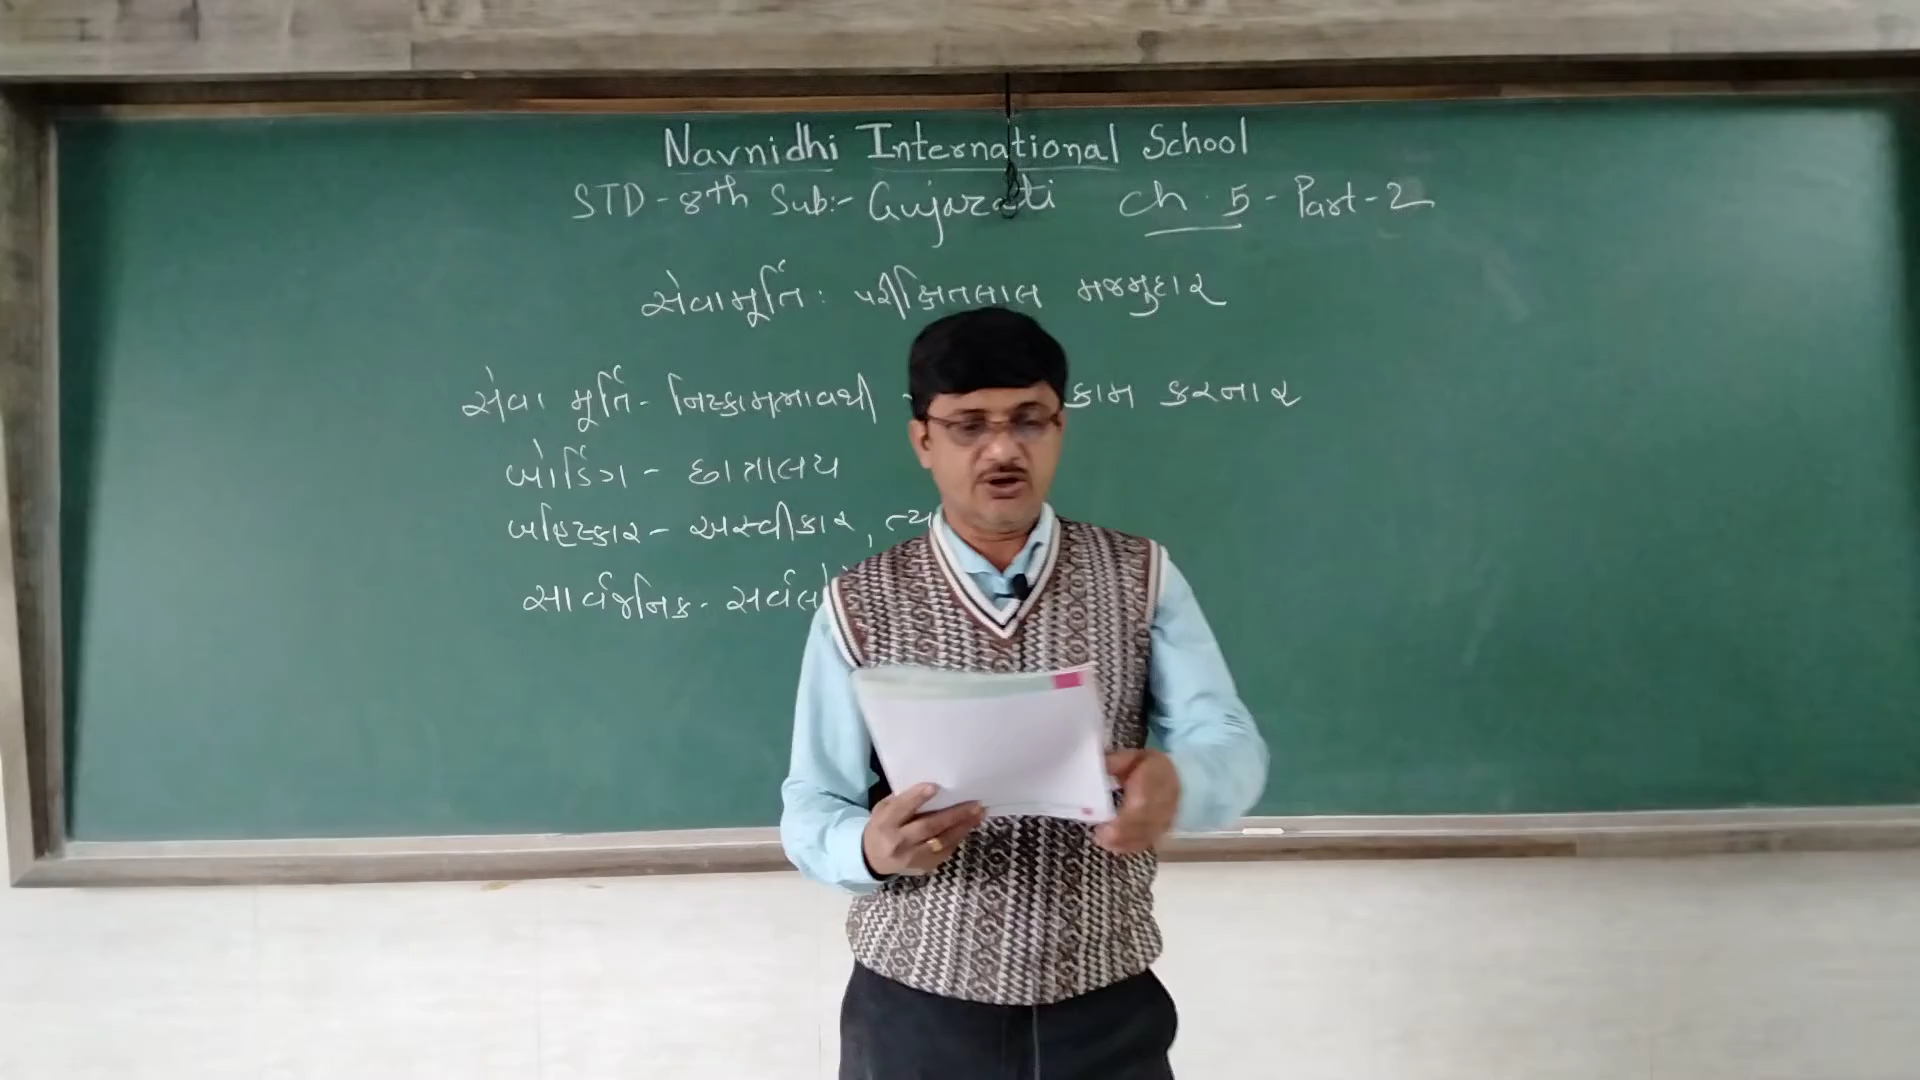 Navnidhi International School
STD - 8th Sub:- Gujarati Ch. 5 - Part-2
સેવામૂર્તિ: પરીક્ષિતલાલ મજમુદાર
સેવા મૂર્તિ - નિષ્કામભાવથી - કામ કરનાર
બોર્ડિંગ - છાત્રાલય
બહિષ્કાર - અસ્વીકાર,
સાર્વજનિક -